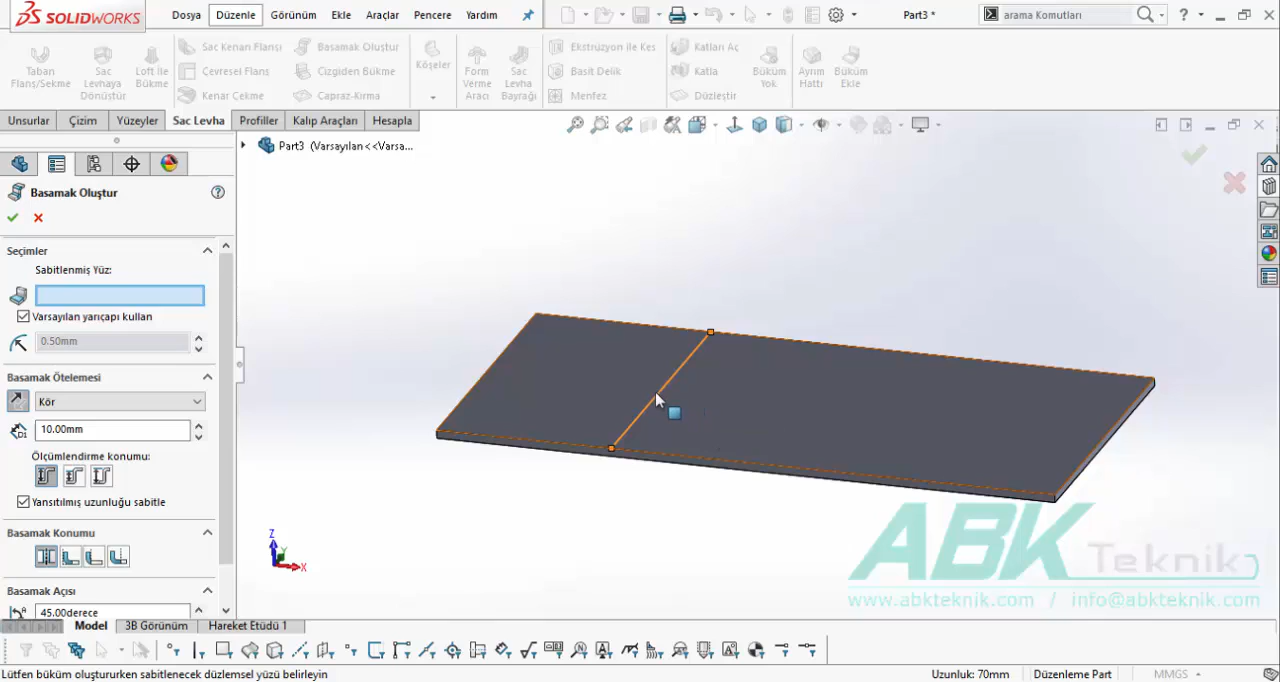 SOLIDWORKS
Dosya Düzenle Görünüm Ekle Araçlar Pencere Yardım
Part3 *
arama Komutları
Taban Flanş/Sekme
Sac Levhaya Dönüştür
Loft ile Bükme
Sac Kenarı Flanşı
Çevresel Flanş
Kenar Çekme
Basamak Oluştur
Çizgiden Bükme
Çapraz-Kırma
Köşeler
Form Verme Aracı
Sac Levha Bayrağı
Ekstrüzyon ile Kes
Basit Delik
Menfez
Katları Aç
Katla
Düzleştir
Büküm Yok
Ayrım Hattı
Büküm Ekle
Unsurlar Çizim Yüzeyler Sac Levha Profiller Kalıp Araçları Hesapla
Part3 (Varsayılan<<Varsa...
Basamak Oluştur
Seçimler
Sabitlenmiş Yüz:
Varsayılan yarıçapı kullan
0.50mm
Basamak Ötelemesi
Kör
10.00mm
Ölçümlendirme konumu:
Yansıtılmış uzunluğu sabitle
Basamak Konumu
Basamak Açısı
45.00derece
Z
Y
X
ABK
Teknik
www.abkteknik.com / info@abkteknik.com
Model 3B Görünüm Hareket Etüdü 1
Lütfen büküm oluştururken sabitlenecek düzlemsel yüzü belirleyin
Uzunluk: 70mm Düzenleme Part MMGS